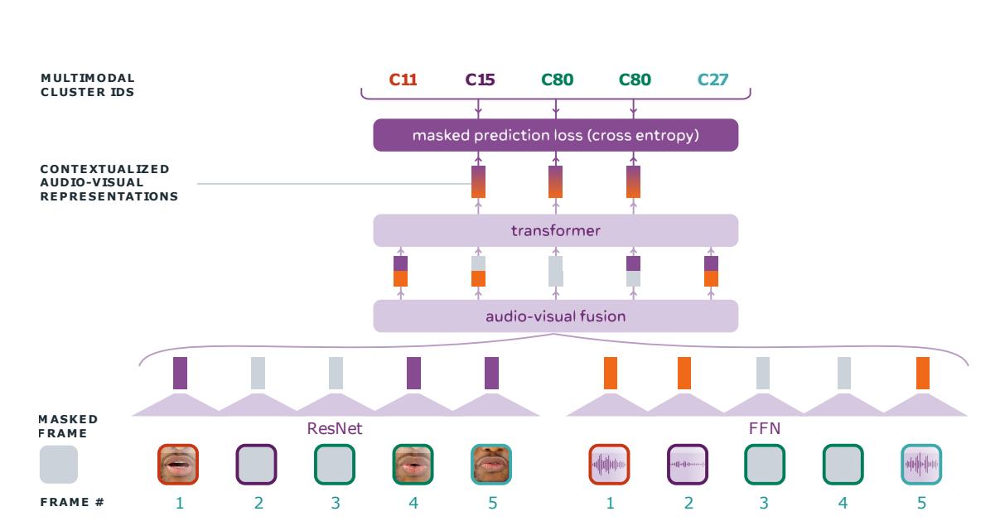 MULTIMODAL
CLUSTER IDS
C11 C15 C80 C80 C27
masked prediction loss (cross entropy)
CONTEXTUALIZED
AUDIO-VISUAL
REPRESENTATIONS
transformer
audio-visual fusion
MASKED
FRAME
ResNet FFN
FRAME # 1 2 3 4 5 1 2 3 4 5